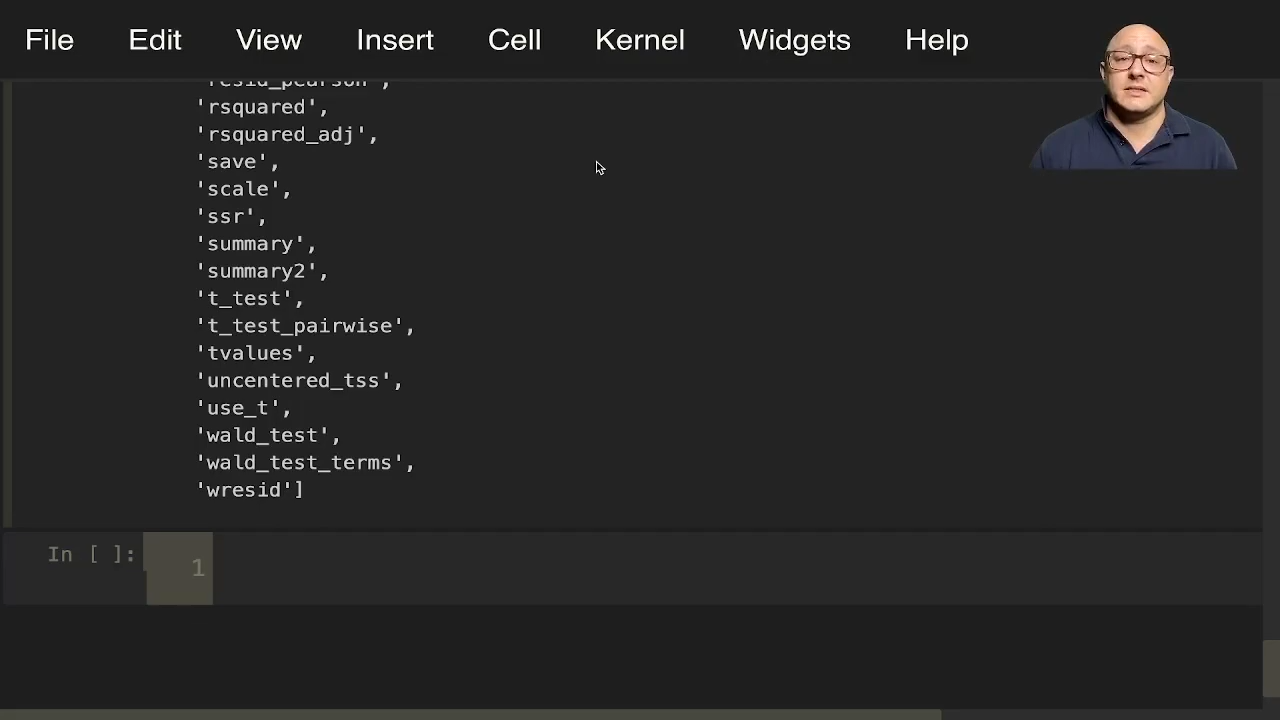 File Edit View Insert Cell Kernel Widgets Help
'resid_pearson',
'rsquared',
'rsquared_adj',
'save',
'scale',
'ssr',
'summary',
'summary2',
't_test',
't_test_pairwise',
'tvalues',
'uncentered_tss',
'use_t',
'wald_test',
'wald_test_terms',
'wresid']
In [ ]: 1